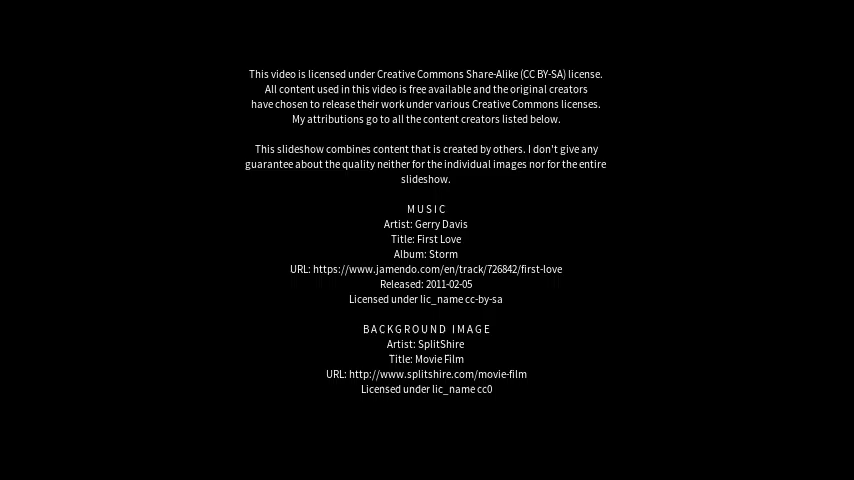 This video is licensed under Creative Commons Share-Alike (CC BY-SA) license.
All content used in this video is free available and the original creators
have chosen to release their work under various Creative Commons licenses.
My attributions go to all the content creators listed below.
This slideshow combines content that is created by others. I don't give any
guarantee about the quality neither for the individual images nor for the entire
slideshow.
MUSIC
Artist: Gerry Davis
Title: First Love
Album: Storm
URL: https://www.jamendo.com/en/track/726842/first-love
Released: 2011-02-05
Licensed under lic_name cc-by-sa
BACKGROUND IMAGE
Artist: SplitShire
Title: Movie Film
URL: http://www.splitshire.com/movie-film
Licensed under lic_name cc0